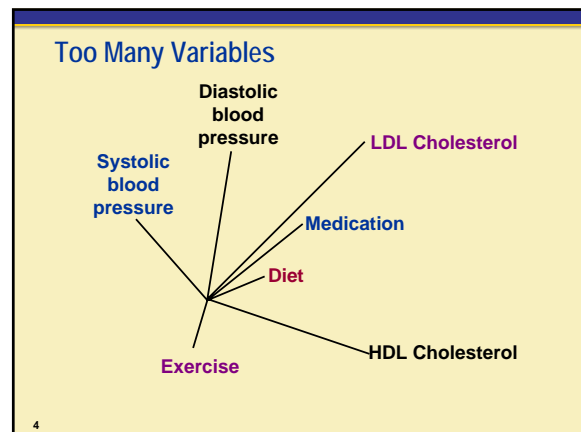 Too Many Variables
Diastolic
blood
pressure
LDL Cholesterol
Systolic
blood
pressure
Medication
Diet
HDL Cholesterol
Exercise
4